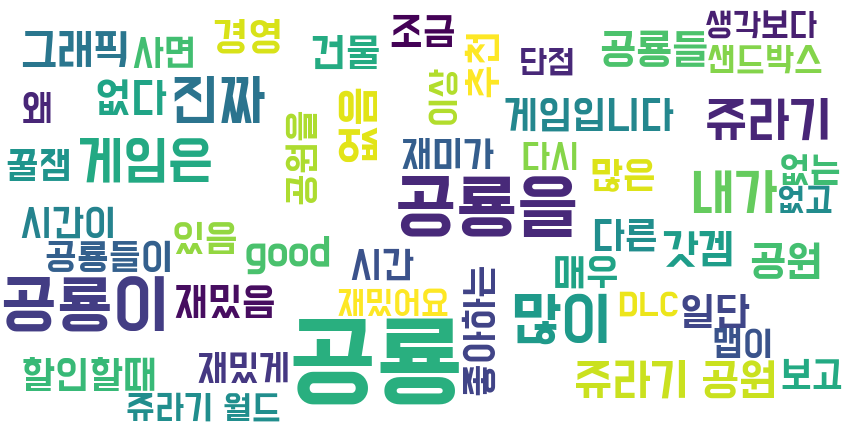 그래픽
사면
경영
건물
조금
추천
단점
공룡들
생각보다
샌드박스
왜
없다
진짜
공원을
없음
이상
게임입니다
쥬라기
꿀잼
게임은
재미가
다시
많은
없는
내가
없고
공룡을
시간이
공룡들이
있음
good
시간
다른
갓겜
공원
매우
공룡이
재밌음
재밌어요
좋아하는
많이
DLC
일단
맵이
공룡
할인할때
재밌게
쥬라기 월드
쥬라기 공원
보고